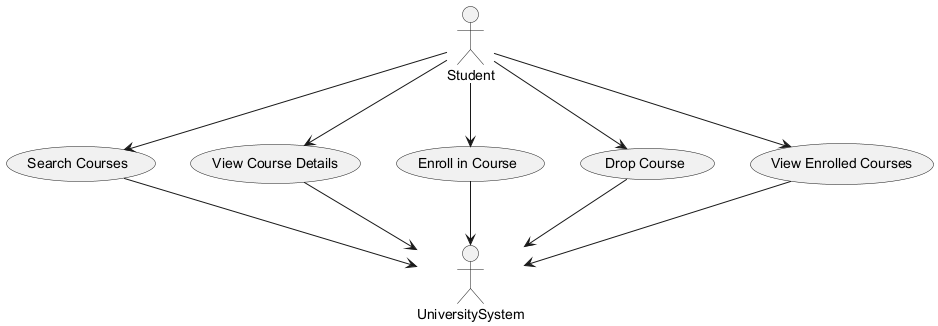 Student
Search Courses
View Course Details
Enroll in Course
Drop Course
View Enrolled Courses
UniversitySystem